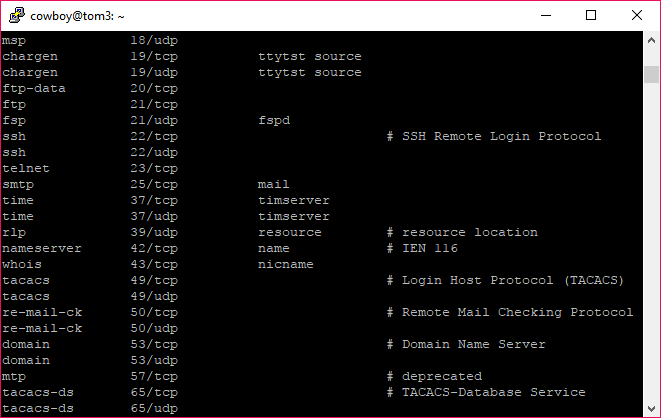 cowboy@tom3: ~
msp 18/udp
chargen 19/tcp ttytst source
chargen 19/udp ttytst source
ftp-data 20/tcp
ftp 21/tcp
fsp 21/udp fspd
ssh 22/tcp # SSH Remote Login Protocol
ssh 22/udp
telnet 23/tcp
smtp 25/tcp mail
time 37/tcp timserver
time 37/udp timserver
rlp 39/udp resource # resource location
nameserver 42/tcp name # IEN 116
whois 43/tcp nicname
tacacs 49/tcp # Login Host Protocol (TACACS)
tacacs 49/udp
re-mail-ck 50/tcp # Remote Mail Checking Protocol
re-mail-ck 50/udp
domain 53/tcp # Domain Name Server
domain 53/udp
mtp 57/tcp # deprecated
tacacs-ds 65/tcp # TACACS-Database Service
tacacs-ds 65/udp